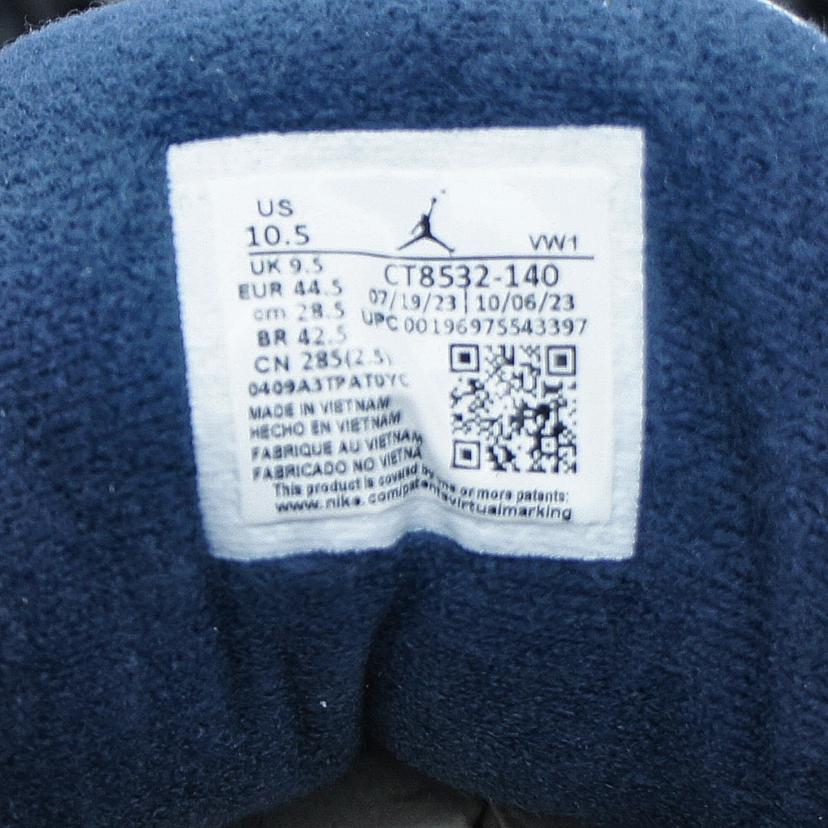 US
10.5
VW1
UK 9.5
CT8532-140
EUR 44.5
07/19/23 | 10/06/23
cm 28.5
UPC 00196975543397
BR 42.5
CN 285(2.5)
0409A3TPAT0YC
MADE IN VIETNAM
HECHO EN VIETNAM
FABRIQUE AU VIETNAM
FABRICADO NO VIETNA
This product is covered by one or more patents:
www.nike.com/patentsvirtualmarking